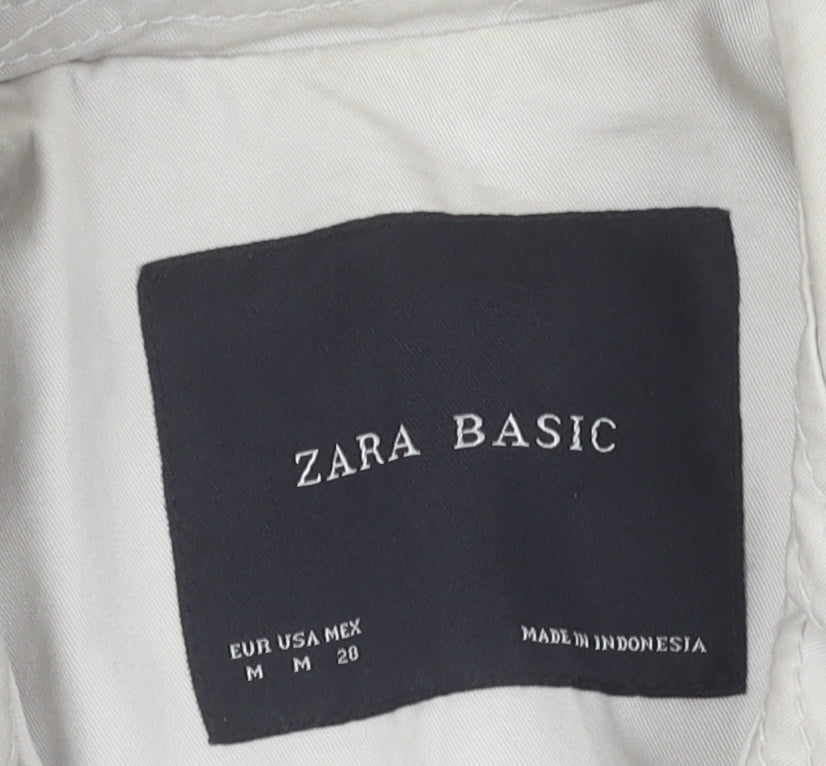 ZARA BASIC
EUR USA MEX
M M 28
MADE IN INDONESIA